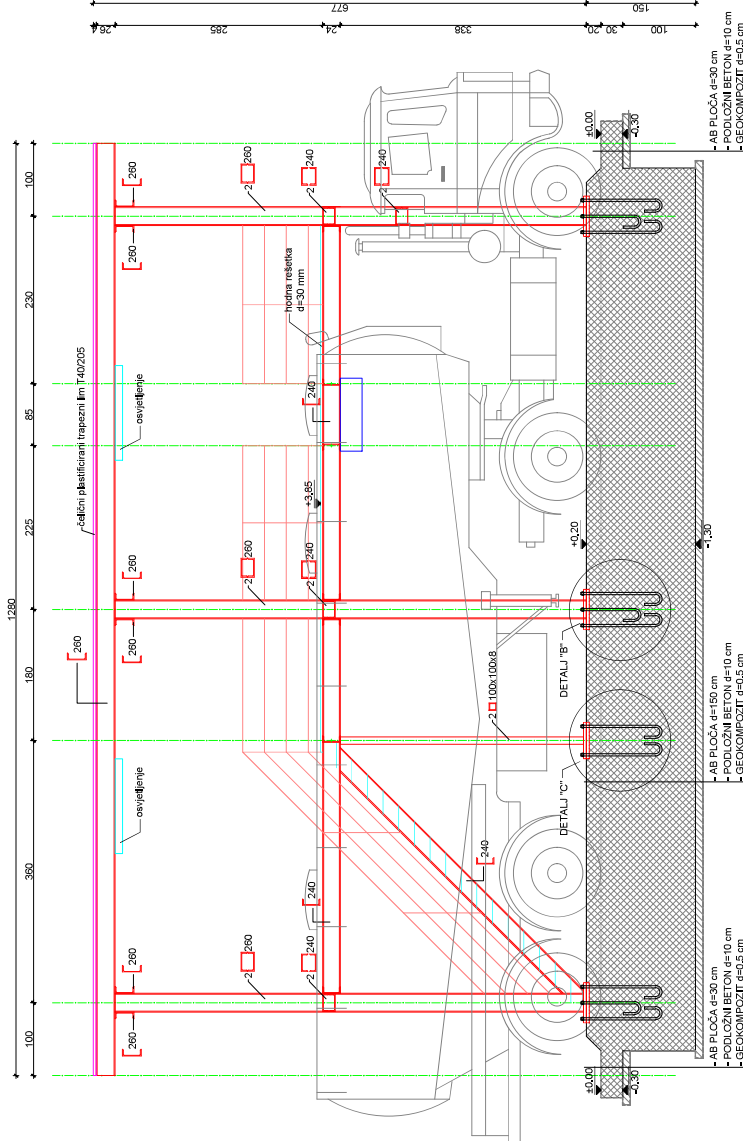 1280
100
360
180
225
85
230
100
677
150
26
4
285
24
338
20
30
100
čelični plastificirani trapezni lim T40/205
osvjetljenje
osvjetljenje
260
260
260
260
260
260
260
2 260
2 260
2 260
2 240
2 240
2 240
2 240
240
240
240
hodna rešetka
d=30 mm
+3,85
2 100x100x8
±0.00
-0.30
+0.20
-1.30
±0.00
-0.30
DETALJ "B"
DETALJ "C"
- AB PLOČA d=30 cm
- PODLOŽNI BETON d=10 cm
- GEOKOMPOZIT d=0,5 cm
- AB PLOČA d=150 cm
- PODLOŽNI BETON d=10 cm
- GEOKOMPOZIT d=0,5 cm
- AB PLOČA d=30 cm
- PODLOŽNI BETON d=10 cm
- GEOKOMPOZIT d=0,5 cm